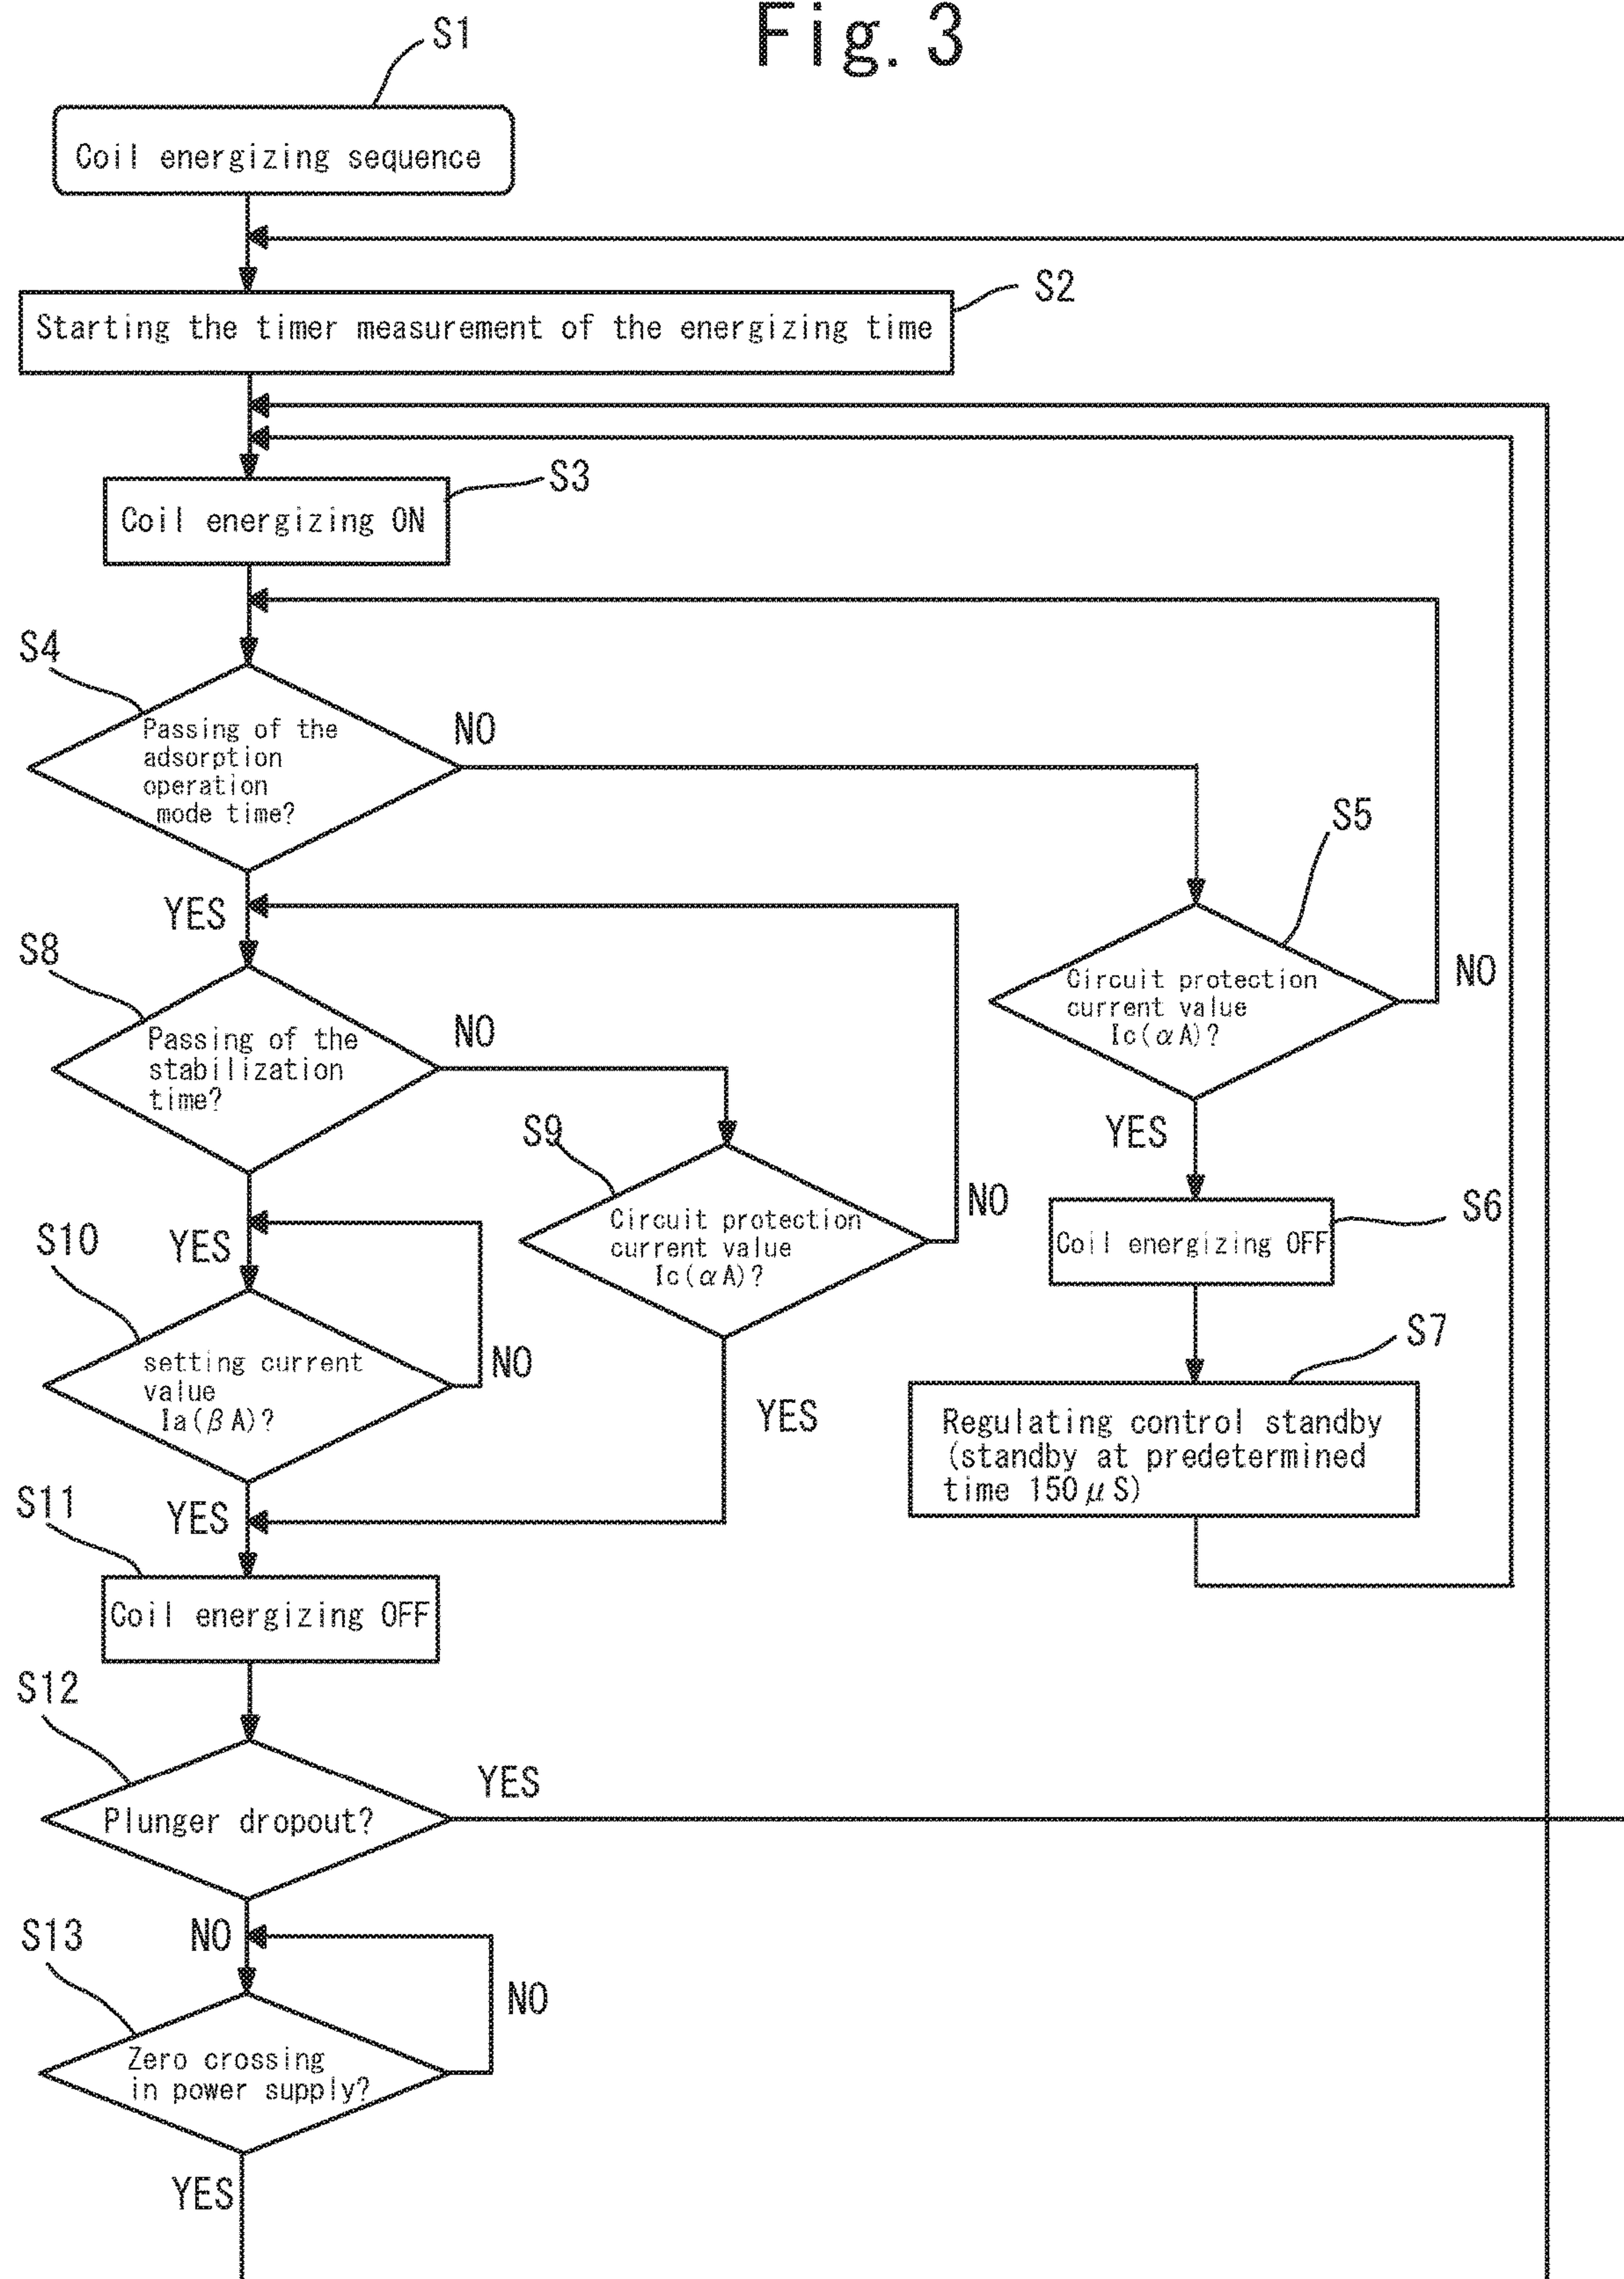 Fig. 3
S1
Coil energizing sequence
S2
Starting the timer measurement of the energizing time
S3
Coil energizing ON
S4
Passing of the
adsorption
operation
mode time?
NO
YES
S5
Circuit protection
current value
Ic(αA)?
NO
YES
S6
Coil energizing OFF
S7
Regulating control standby
(standby at predetermined
time 150μS)
S8
Passing of the
stabilization
time?
NO
YES
S9
Circuit protection
current value
Ic(αA)?
NO
YES
S10
setting current
value
Ia(βA)?
NO
YES
S11
Coil energizing OFF
S12
Plunger dropout?
YES
NO
S13
Zero crossing
in power supply?
NO
YES